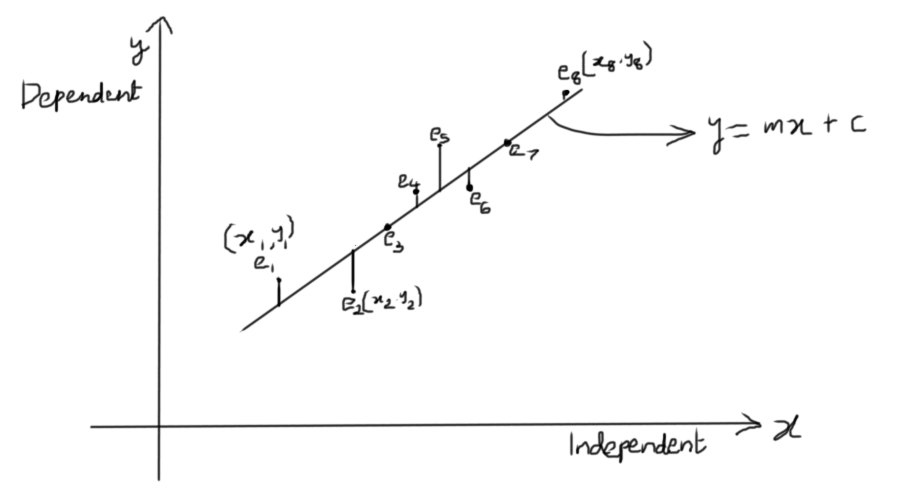 y
Dependent
e₈(x₈.y₈)
y = mx + c
e₅
e₇
e₄
e₆
(x₁,y₁)
e₁
e₃
e₂(x₂.y₂)
Independent
x